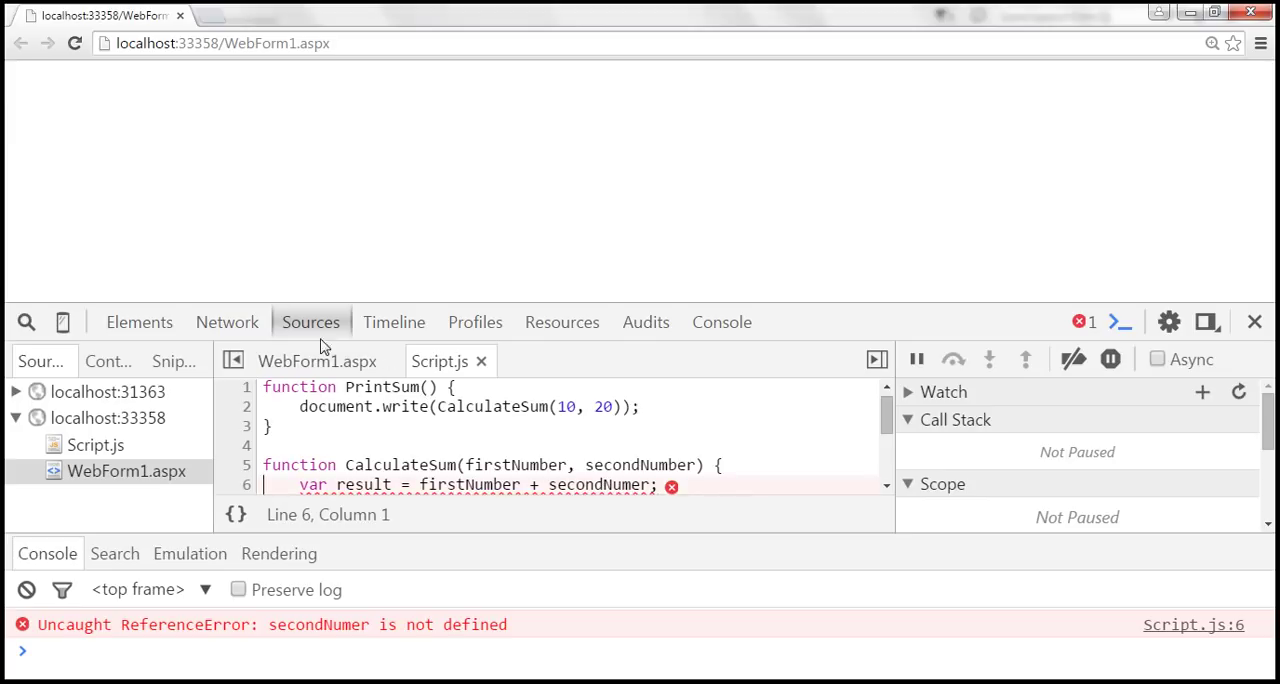 localhost:33358/WebForm
localhost:33358/WebForm1.aspx
Elements Network Sources Timeline Profiles Resources Audits Console 1
Sour... Cont... Snip... WebForm1.aspx Script.js Async
localhost:31363
localhost:33358
Script.js
WebForm1.aspx
1 function PrintSum() {
2 document.write(CalculateSum(10, 20));
3 }
4
5 function CalculateSum(firstNumber, secondNumber) {
6 var result = firstNumber + secondNumer;
{} Line 6, Column 1
Watch
Call Stack
Not Paused
Scope
Not Paused
Console Search Emulation Rendering
<top frame> Preserve log
Uncaught ReferenceError: secondNumer is not defined Script.js:6